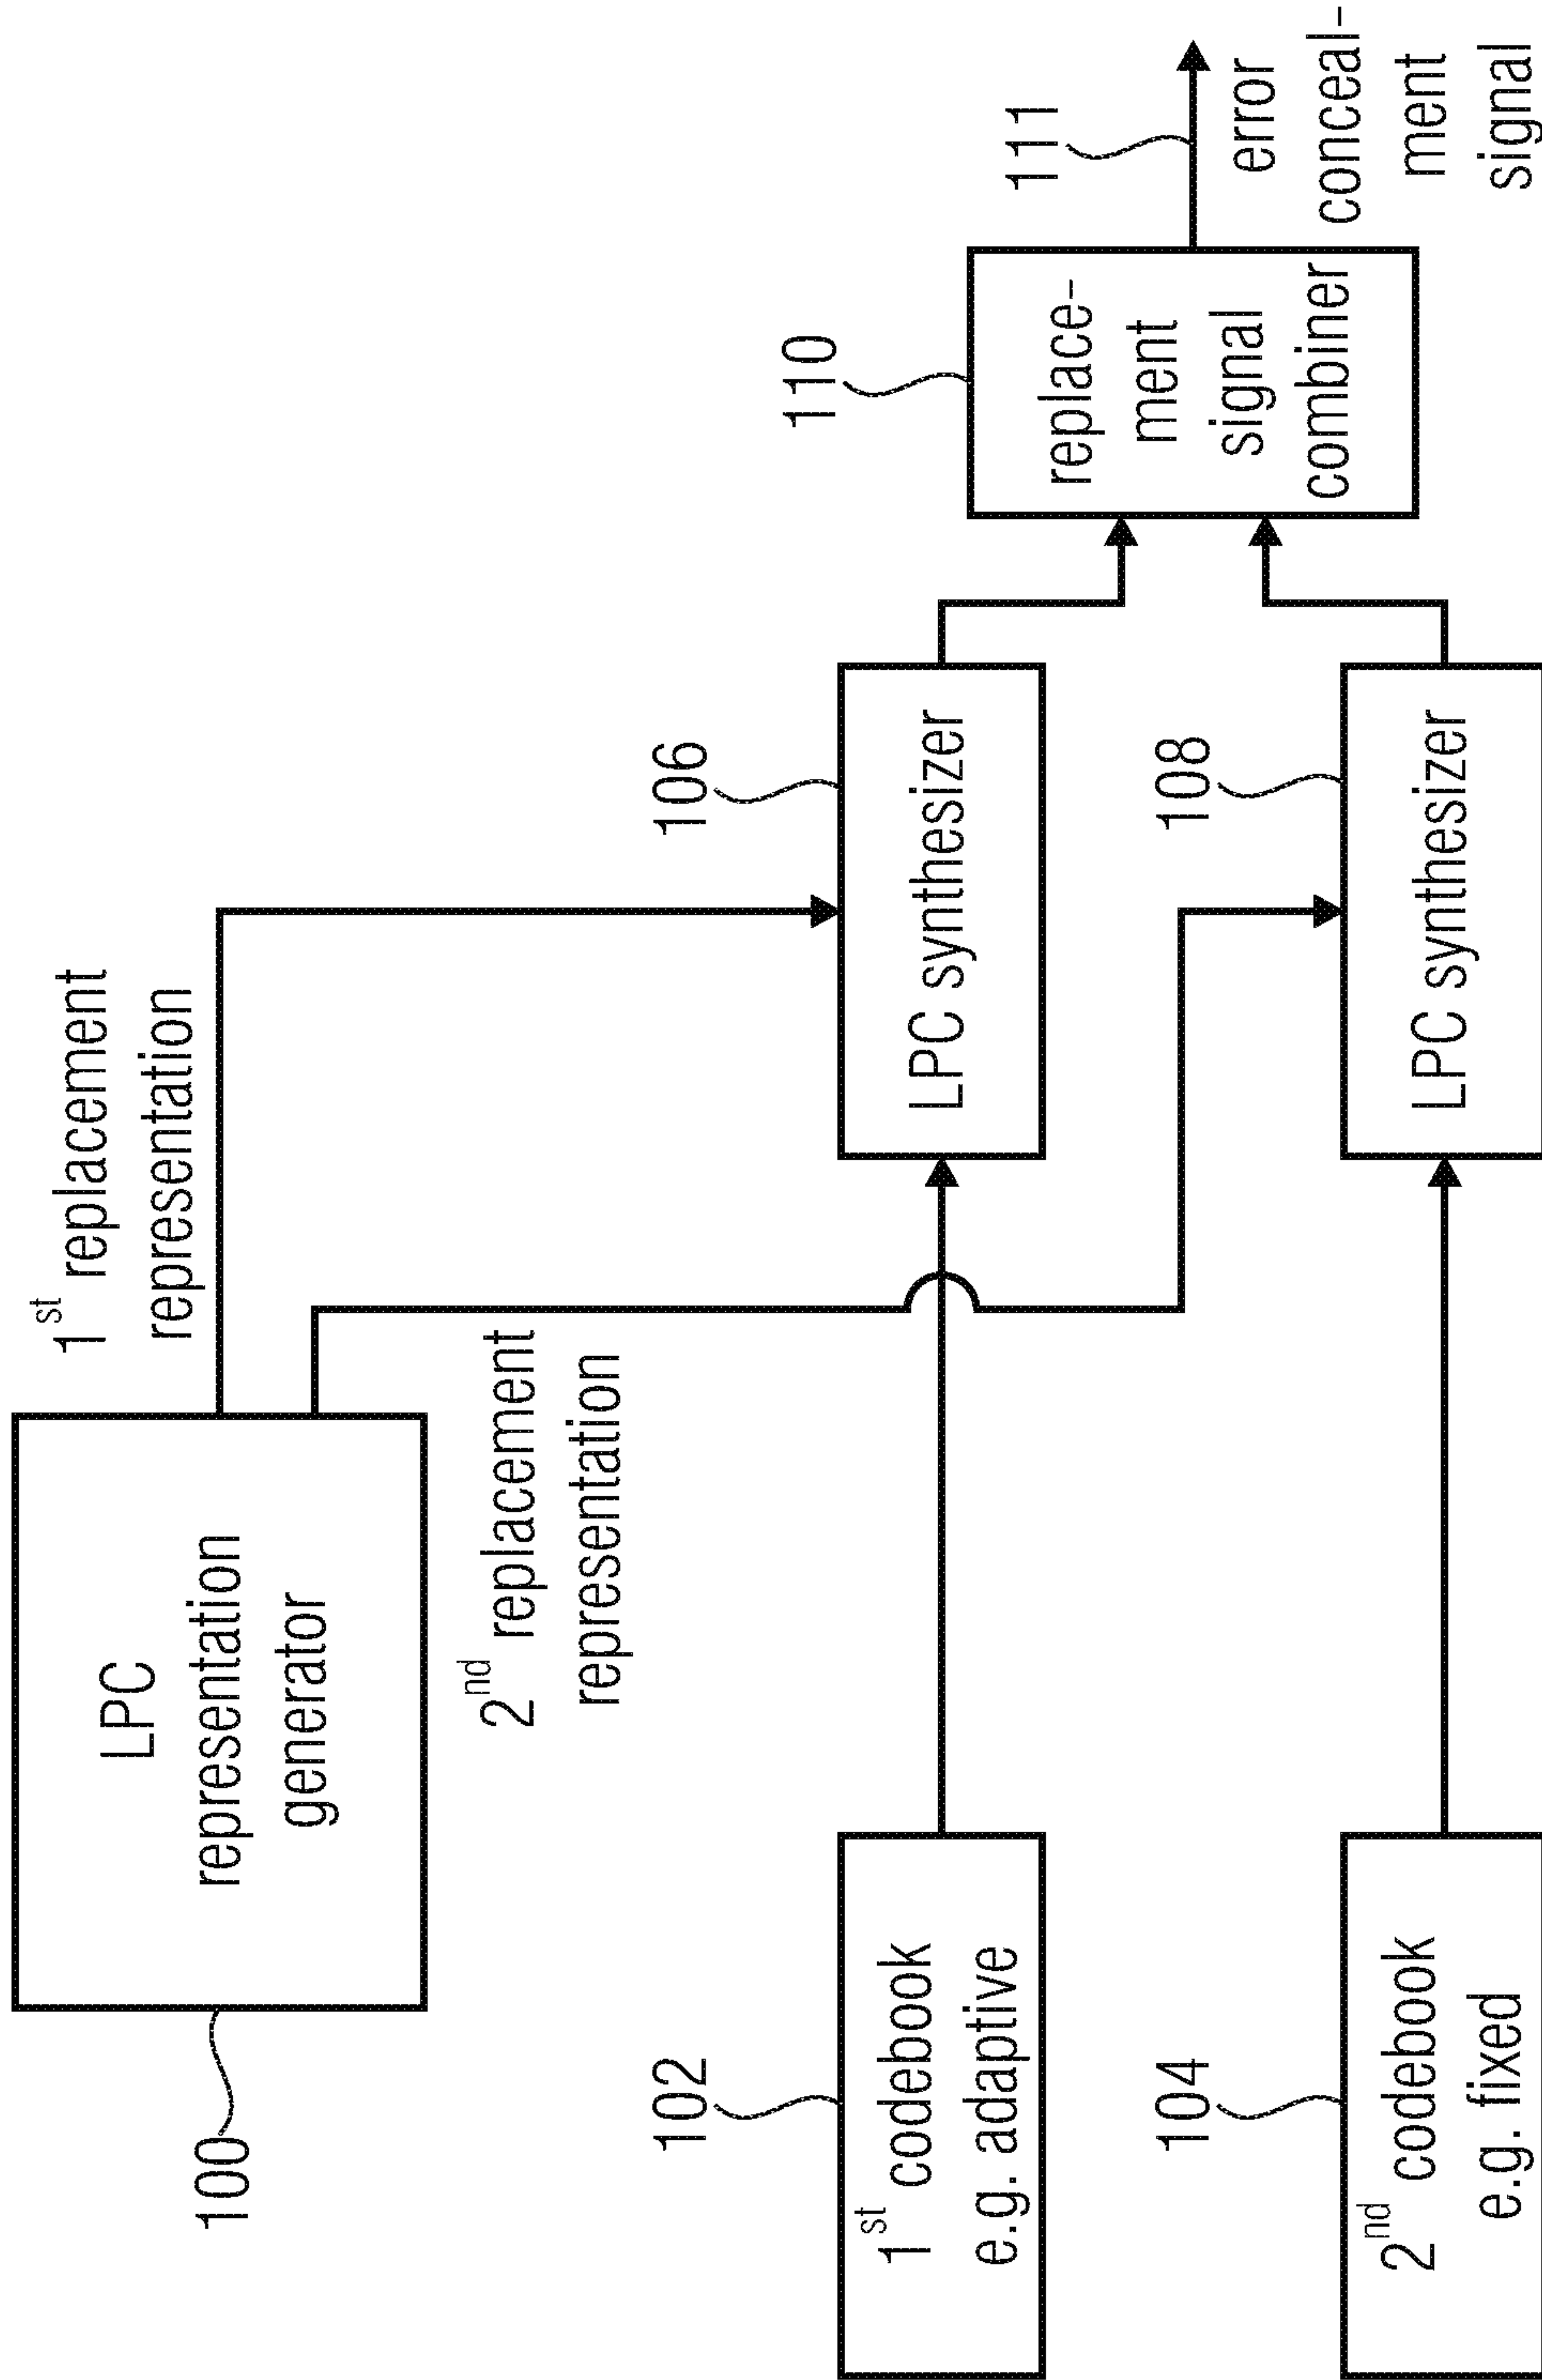 LPC
representation
generator
100
1st replacement
representation
2nd replacement
representation
1st codebook
e.g. adaptive
102
LPC synthesizer
106
2nd codebook
e.g. fixed
104
LPC synthesizer
108
replace-
ment
signal
combiner
110
111
error
conceal-
ment
signal